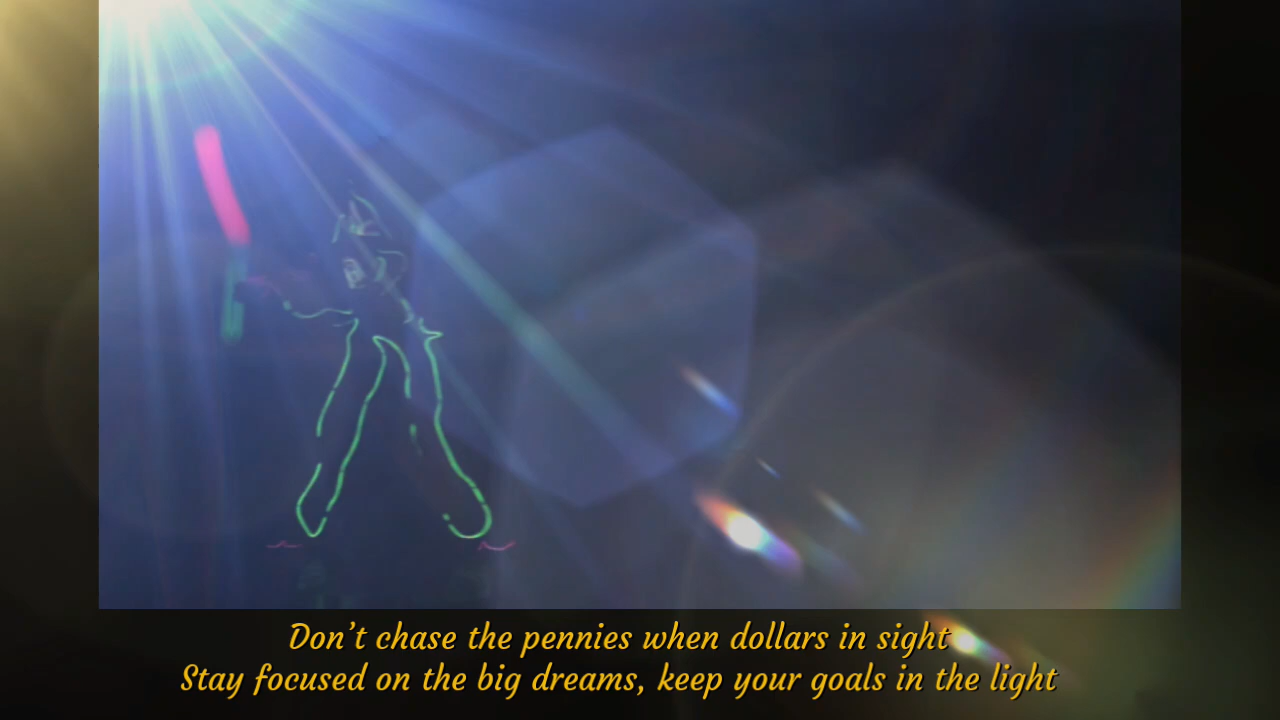 Don't chase the pennies when dollars in sight
Stay focused on the big dreams, keep your goals in the light